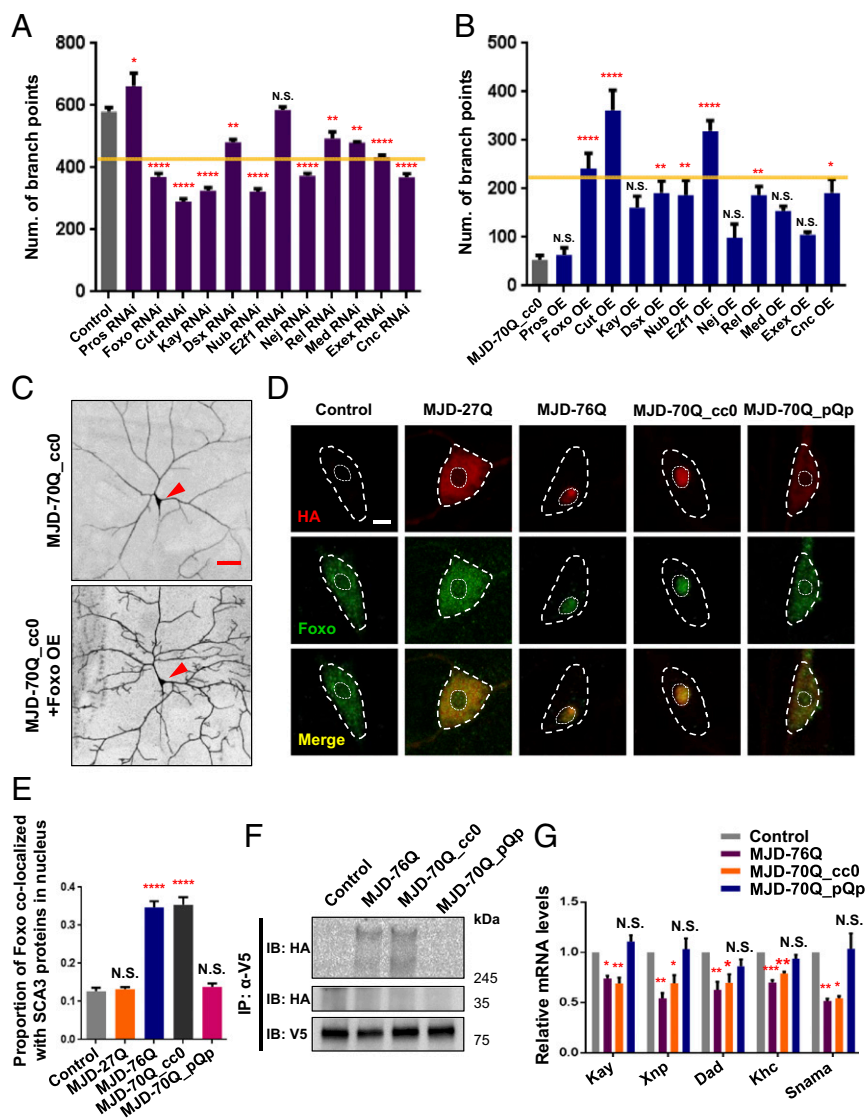 A
Num. of branch points
800
600
400
200
0
*
****
****
****
**
****
N.S.
****
**
**
****
****
Control
Pros RNAi
Foxo RNAi
Cut RNAi
Kay RNAi
Dsx RNAi
Nub RNAi
E2f1 RNAi
Nej RNAi
Rel RNAi
Med RNAi
Exex RNAi
Cnc RNAi
B
Num. of branch points
500
400
300
200
100
0
N.S.
****
****
N.S.
**
**
****
N.S.
**
N.S.
N.S.
*
MJD-70Q_cc0
Pros OE
Foxo OE
Cut OE
Kay OE
Dsx OE
Nub OE
E2f1 OE
Nej OE
Rel OE
Med OE
Exex OE
Cnc OE
C
MJD-70Q_cc0
MJD-70Q_cc0
+Foxo OE
D
Control
MJD-27Q
MJD-76Q
MJD-70Q_cc0
MJD-70Q_pQp
HA
Foxo
Merge
E
Proportion of Foxo co-localized
with SCA3 proteins in nucleus
0.4
0.3
0.2
0.1
0.0
N.S.
****
****
N.S.
Control
MJD-27Q
MJD-76Q
MJD-70Q_cc0
MJD-70Q_pQp
F
Control
MJD-76Q
MJD-70Q_cc0
MJD-70Q_pQp
kDa
IP: α-V5
IB: HA
245
IB: HA
35
IB: V5
75
G
Control
MJD-76Q
MJD-70Q_cc0
MJD-70Q_pQp
Relative mRNA levels
1.5
1.0
0.5
0.0
*
**
N.S.
**
*
N.S.
**
*
N.S.
***
**
N.S.
**
*
N.S.
Kay
Xnp
Dad
Khc
Snama